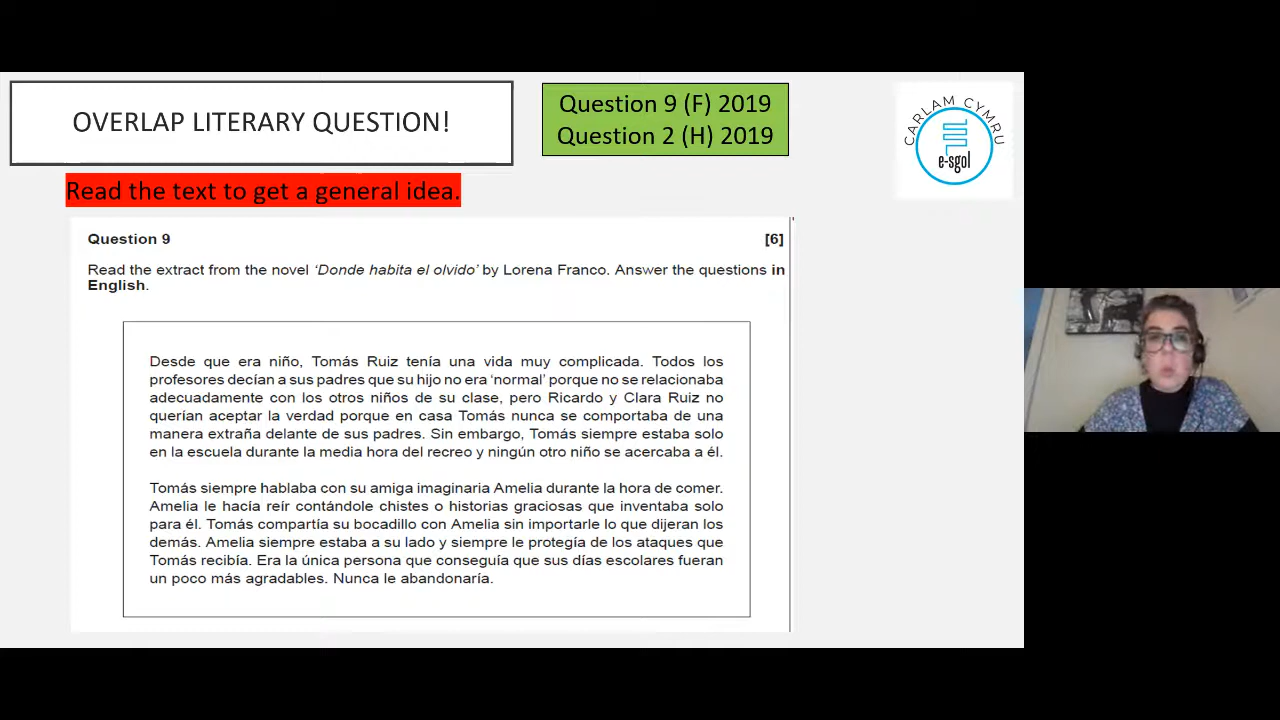 OVERLAP LITERARY QUESTION!
Question 9 (F) 2019
Question 2 (H) 2019
CARLAM CYMRU
e-sgol
Read the text to get a general idea.
Question 9 [6]
Read the extract from the novel ‘Donde habita el olvido’ by Lorena Franco. Answer the questions in
English.
Desde que era niño, Tomás Ruiz tenía una vida muy complicada. Todos los
profesores decían a sus padres que su hijo no era ‘normal’ porque no se relacionaba
adecuadamente con los otros niños de su clase, pero Ricardo y Clara Ruiz no
querían aceptar la verdad porque en casa Tomás nunca se comportaba de una
manera extraña delante de sus padres. Sin embargo, Tomás siempre estaba solo
en la escuela durante la media hora del recreo y ningún otro niño se acercaba a él.
Tomás siempre hablaba con su amiga imaginaria Amelia durante la hora de comer.
Amelia le hacía reír contándole chistes o historias graciosas que inventaba solo
para él. Tomás compartía su bocadillo con Amelia sin importarle lo que dijeran los
demás. Amelia siempre estaba a su lado y siempre le protegía de los ataques que
Tomás recibía. Era la única persona que conseguía que sus días escolares fueran
un poco más agradables. Nunca le abandonaría.